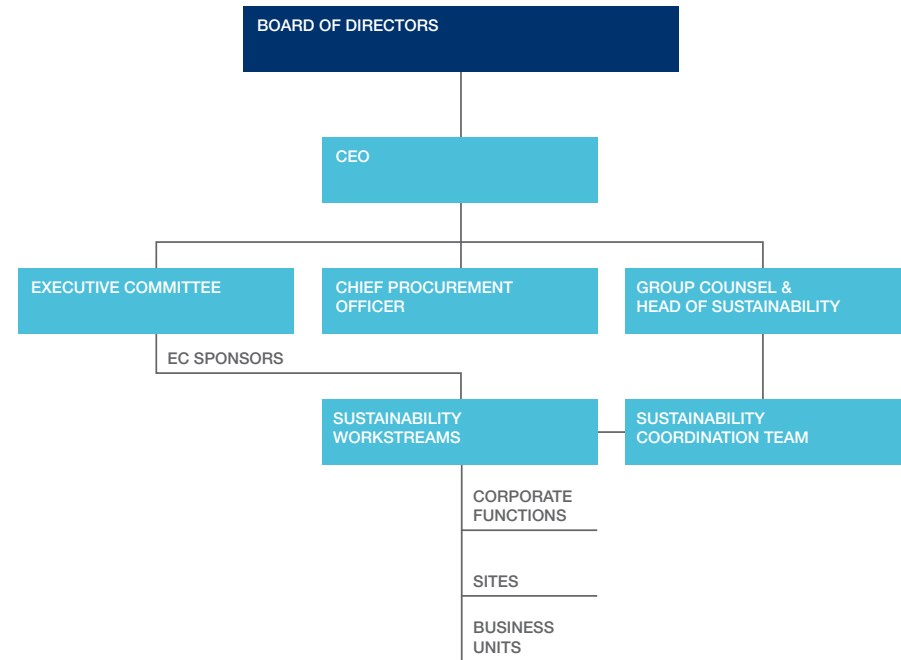 BOARD OF DIRECTORS
CEO
EXECUTIVE COMMITTEE
CHIEF PROCUREMENT
OFFICER
GROUP COUNSEL &
HEAD OF SUSTAINABILITY
EC SPONSORS
SUSTAINABILITY
WORKSTREAMS
SUSTAINABILITY
COORDINATION TEAM
CORPORATE
FUNCTIONS
SITES
BUSINESS
UNITS